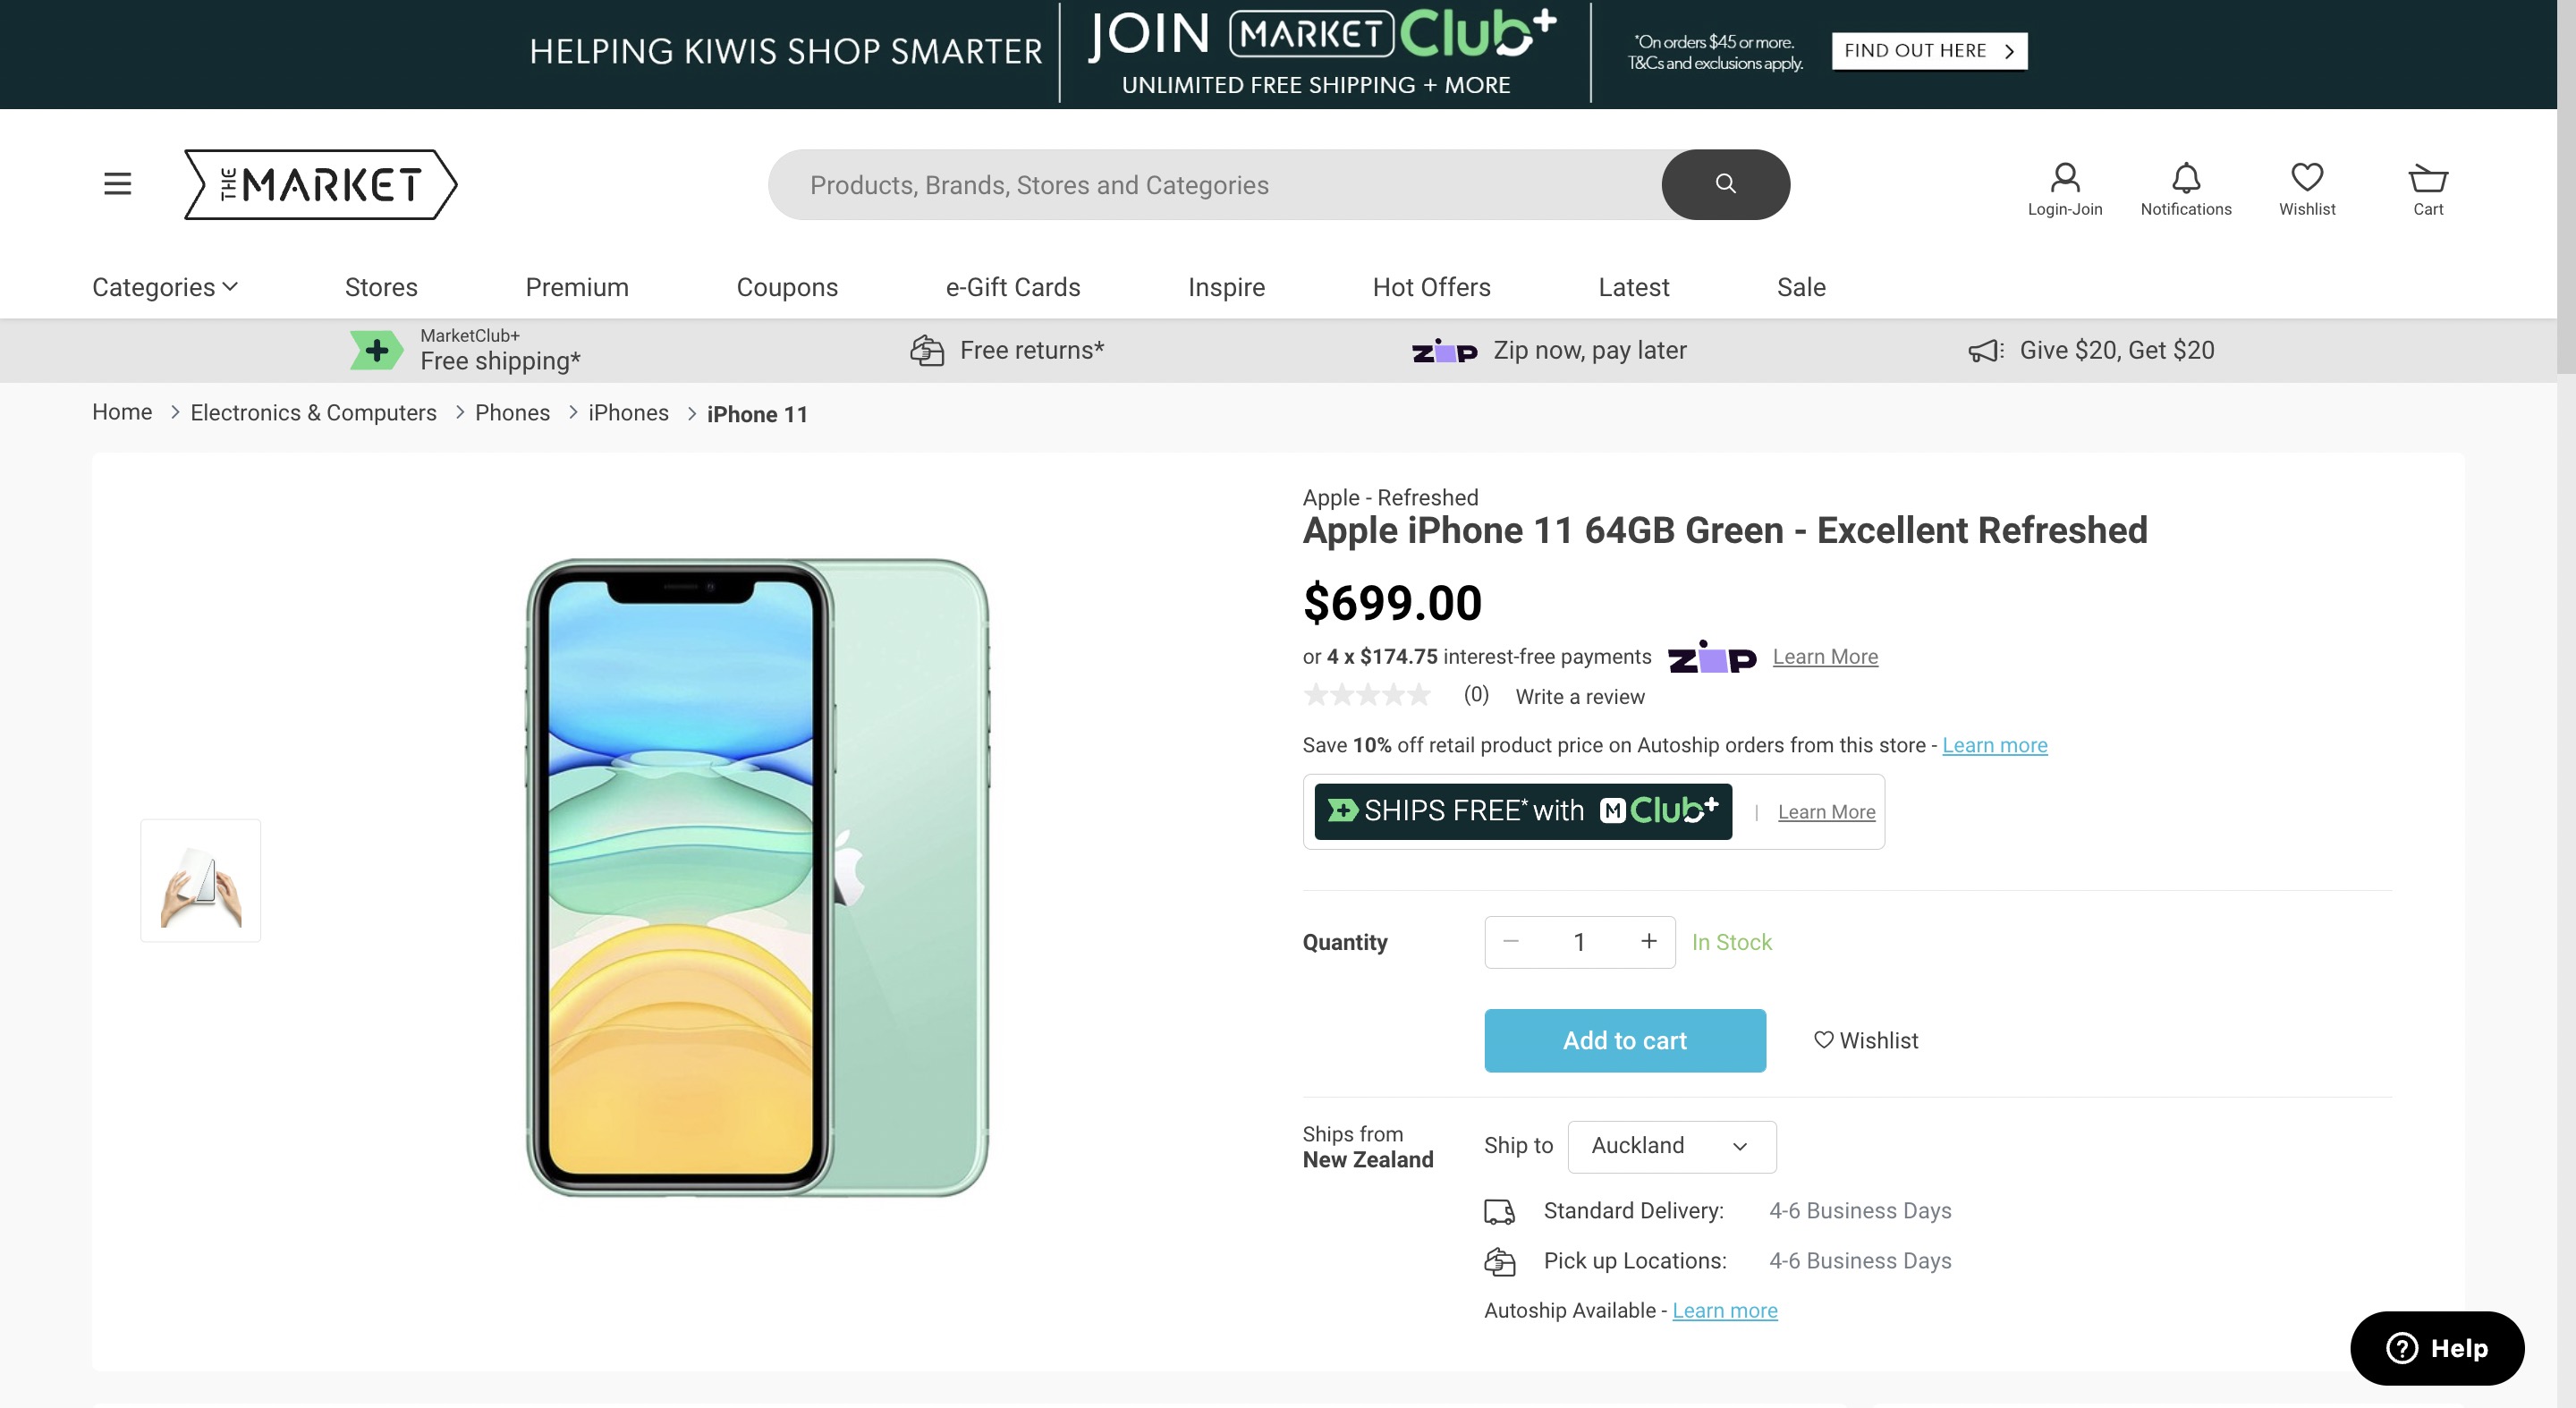 HELPING KIWIS SHOP SMARTER
JOIN MARKET Club+
UNLIMITED FREE SHIPPING + MORE
*On orders $45 or more.
T&Cs and exclusions apply.
FIND OUT HERE
THE MARKET
Products, Brands, Stores and Categories
Login-Join
Notifications
Wishlist
Cart
Categories
Stores
Premium
Coupons
e-Gift Cards
Inspire
Hot Offers
Latest
Sale
MarketClub+
Free shipping*
Free returns*
zip Zip now, pay later
Give $20, Get $20
Home > Electronics & Computers > Phones > iPhones > iPhone 11
Apple - Refreshed
Apple iPhone 11 64GB Green - Excellent Refreshed
$699.00
or 4 x $174.75 interest-free payments zip Learn More
(0) Write a review
Save 10% off retail product price on Autoship orders from this store - Learn more
SHIPS FREE* with M Club+ | Learn More
Quantity
− 1 + In Stock
Add to cart
Wishlist
Ships from
New Zealand
Ship to Auckland
Standard Delivery: 4-6 Business Days
Pick up Locations: 4-6 Business Days
Autoship Available - Learn more
? Help